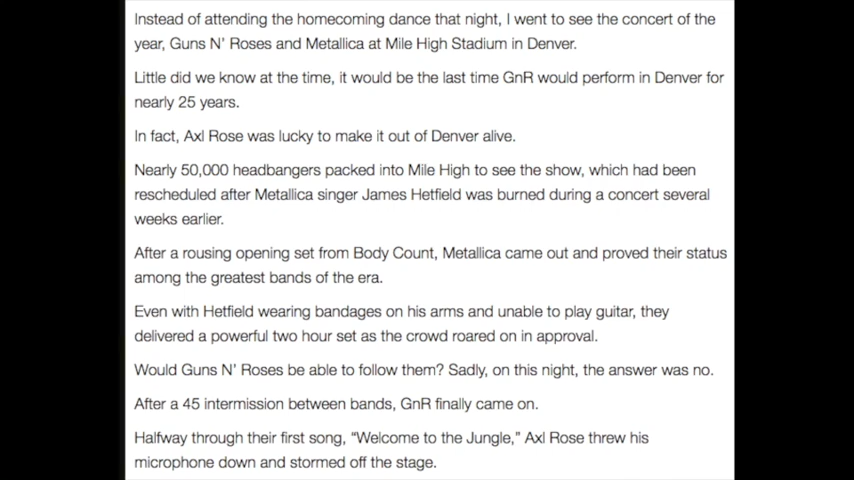 Instead of attending the homecoming dance that night, I went to see the concert of the
year, Guns N' Roses and Metallica at Mile High Stadium in Denver.
Little did we know at the time, it would be the last time GnR would perform in Denver for
nearly 25 years.
In fact, Axl Rose was lucky to make it out of Denver alive.
Nearly 50,000 headbangers packed into Mile High to see the show, which had been
rescheduled after Metallica singer James Hetfield was burned during a concert several
weeks earlier.
After a rousing opening set from Body Count, Metallica came out and proved their status
among the greatest bands of the era.
Even with Hetfield wearing bandages on his arms and unable to play guitar, they
delivered a powerful two hour set as the crowd roared on in approval.
Would Guns N' Roses be able to follow them? Sadly, on this night, the answer was no.
After a 45 intermission between bands, GnR finally came on.
Halfway through their first song, “Welcome to the Jungle,” Axl Rose threw his
microphone down and stormed off the stage.